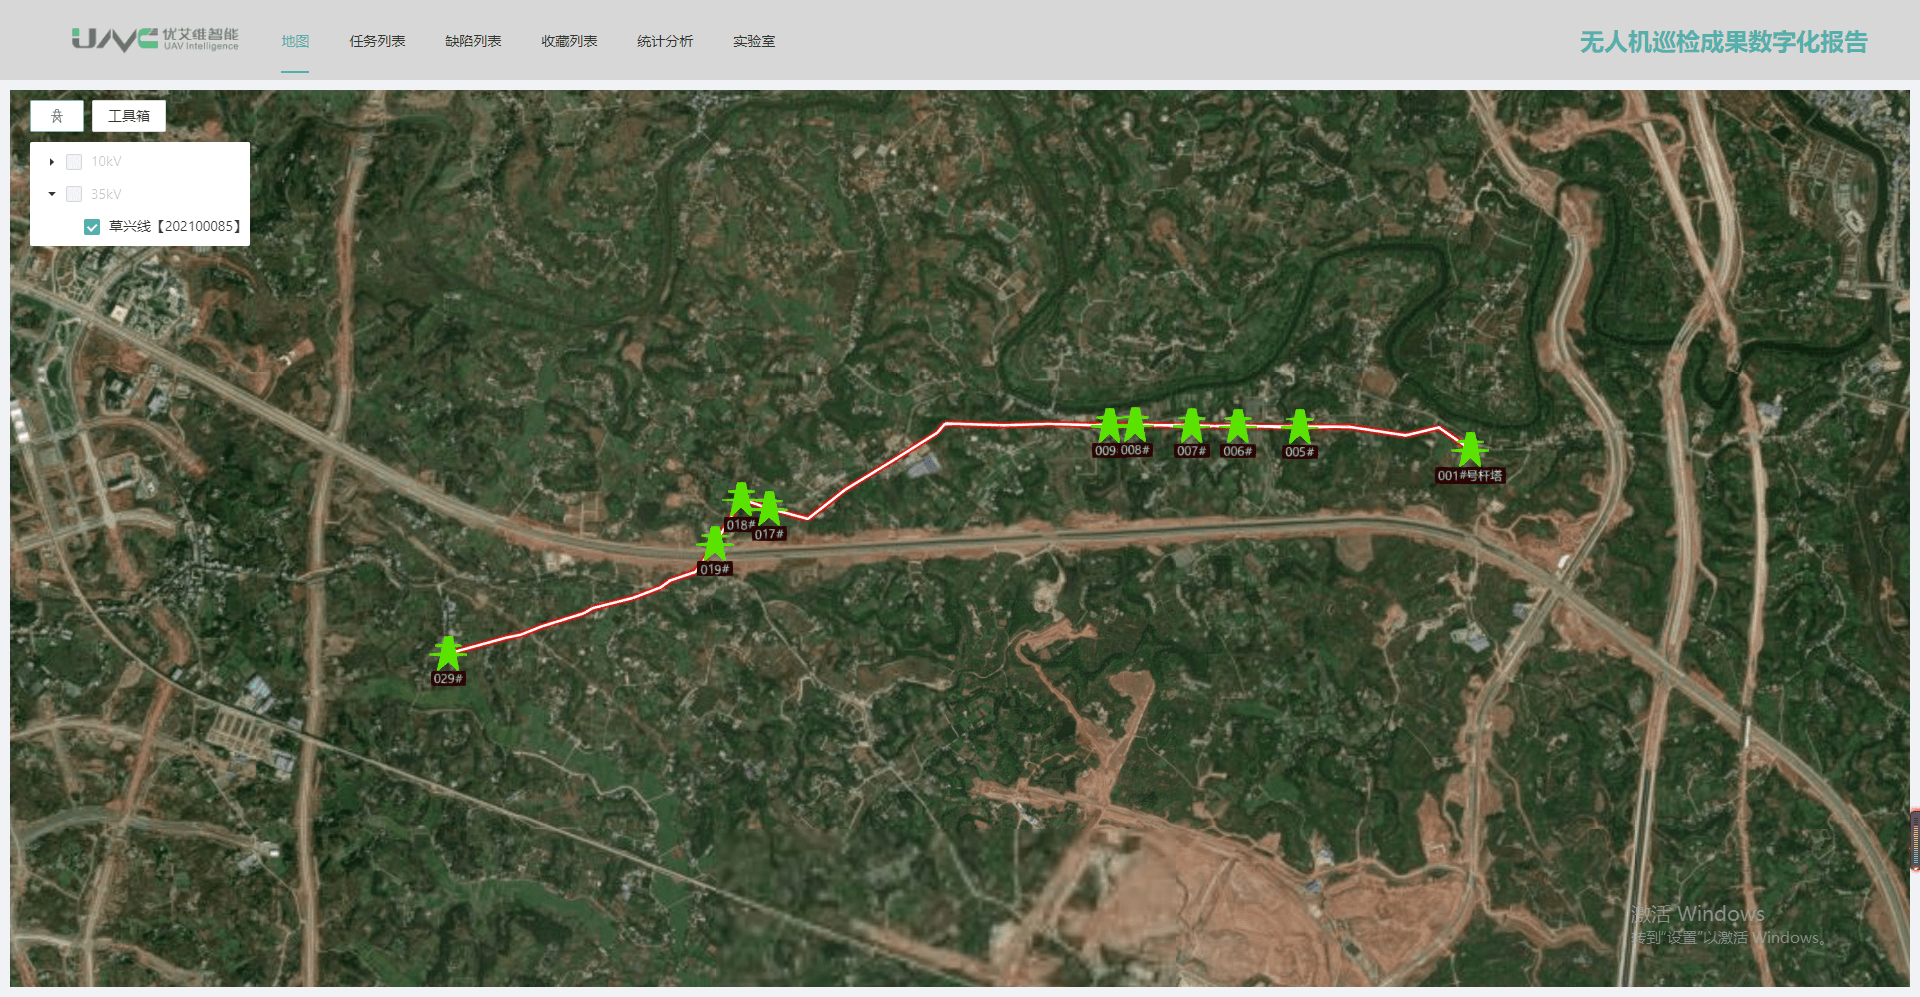 UAVC 优艾维智能
UAV Intelligence
地图 任务列表 缺陷列表 收藏列表 统计分析 实验室
无人机巡检成果数字化报告
工具箱
10kV
35kV
草兴线【202100085】
009 008# 007# 006# 005#
001#号杆塔
018#
017#
019#
029#
激活 Windows
转到"设置"以激活 Windows。